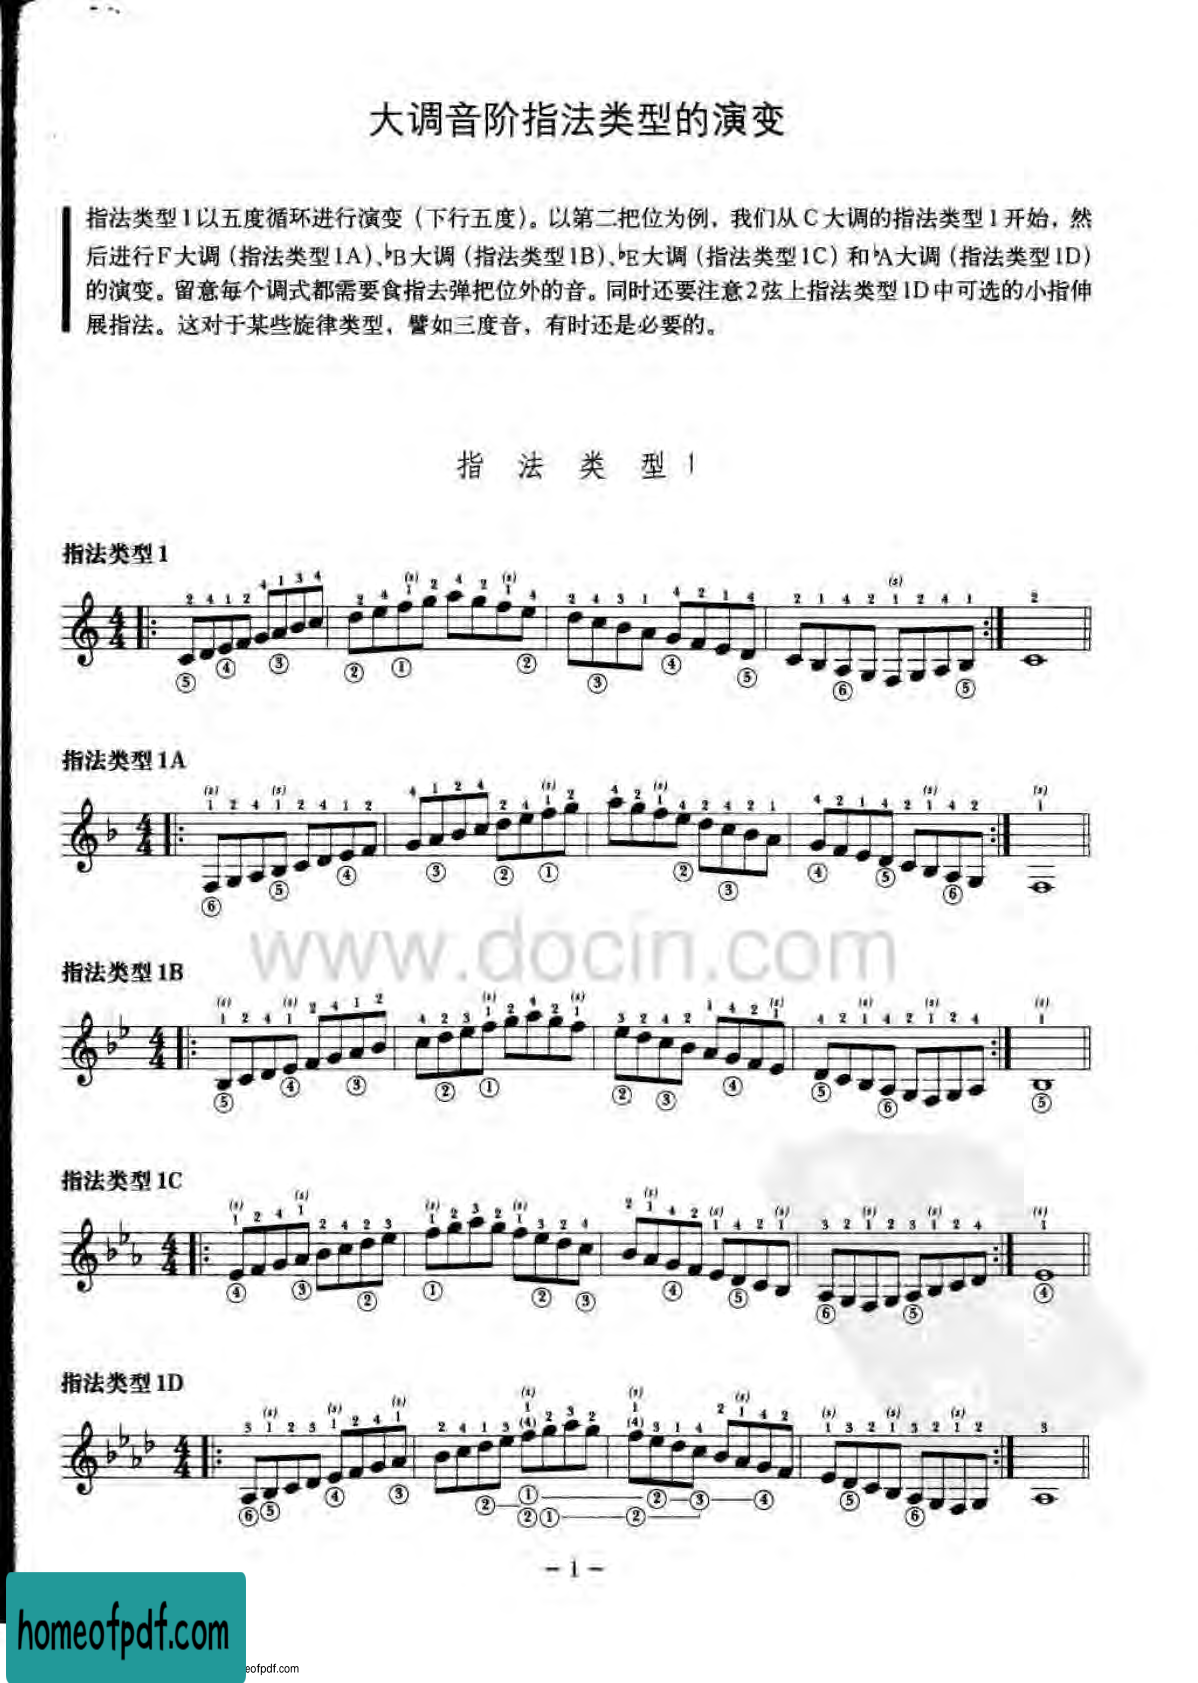 大调音阶指法类型的演变
指法类型1以五度循环进行演变（下行五度）。以第二把位为例，我们从C大调的指法类型1开始，然
后进行F大调（指法类型1A）、♭B大调（指法类型1B）、♭E大调（指法类型1C）和♭A大调（指法类型1D）
的演变。留意每个调式都需要食指去弹把位外的音。同时还要注意2弦上指法类型1D中可选的小指伸
展指法。这对于某些旋律类型，譬如三度音，有时还是必要的。
指 法 类 型 1
指法类型1
指法类型1A
www.docin.com
指法类型1B
指法类型1C
指法类型1D
– 1 –
homeofpdf.com
eofpdf.com